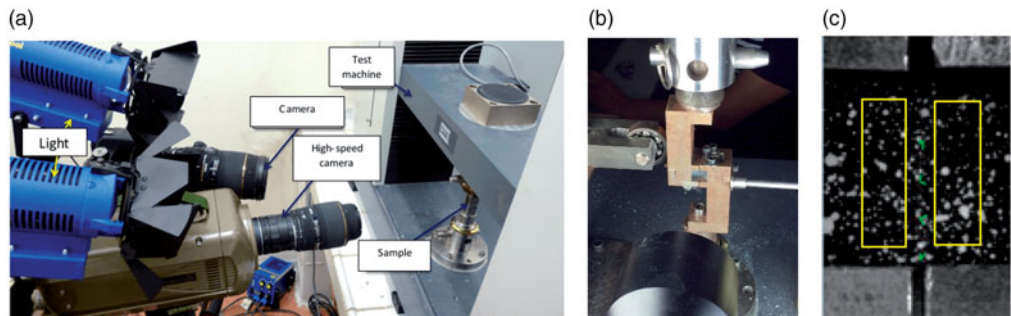 (a)
(b)
(c)
Test
machine
Camera
Light
High-speed
camera
Sample